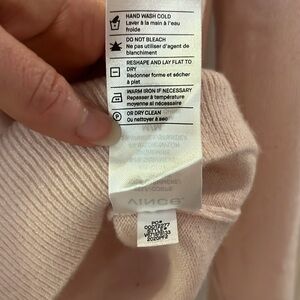 HAND WASH COLD
Laver à la main à l'eau
froide
DO NOT BLEACH
Ne pas utiliser d'agent de
blanchiment
RESHAPE AND LAY FLAT TO
DRY
Redonner forme et sécher
à plat
WARM IRON IF NECESSARY
Repasser à température
moyenne si nécessaire
OR DRY CLEAN
Ou nettoyer à sec
VINCE
PO#